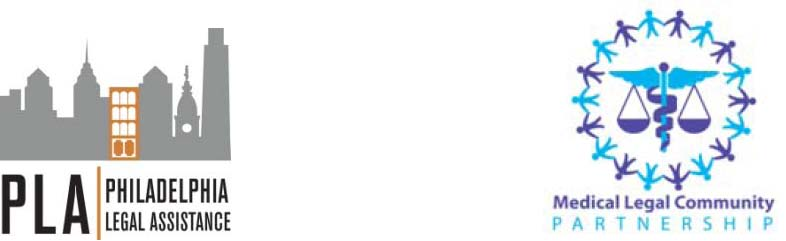 PLA
PHILADELPHIA
LEGAL ASSISTANCE
Medical Legal Community
PARTNERSHIP